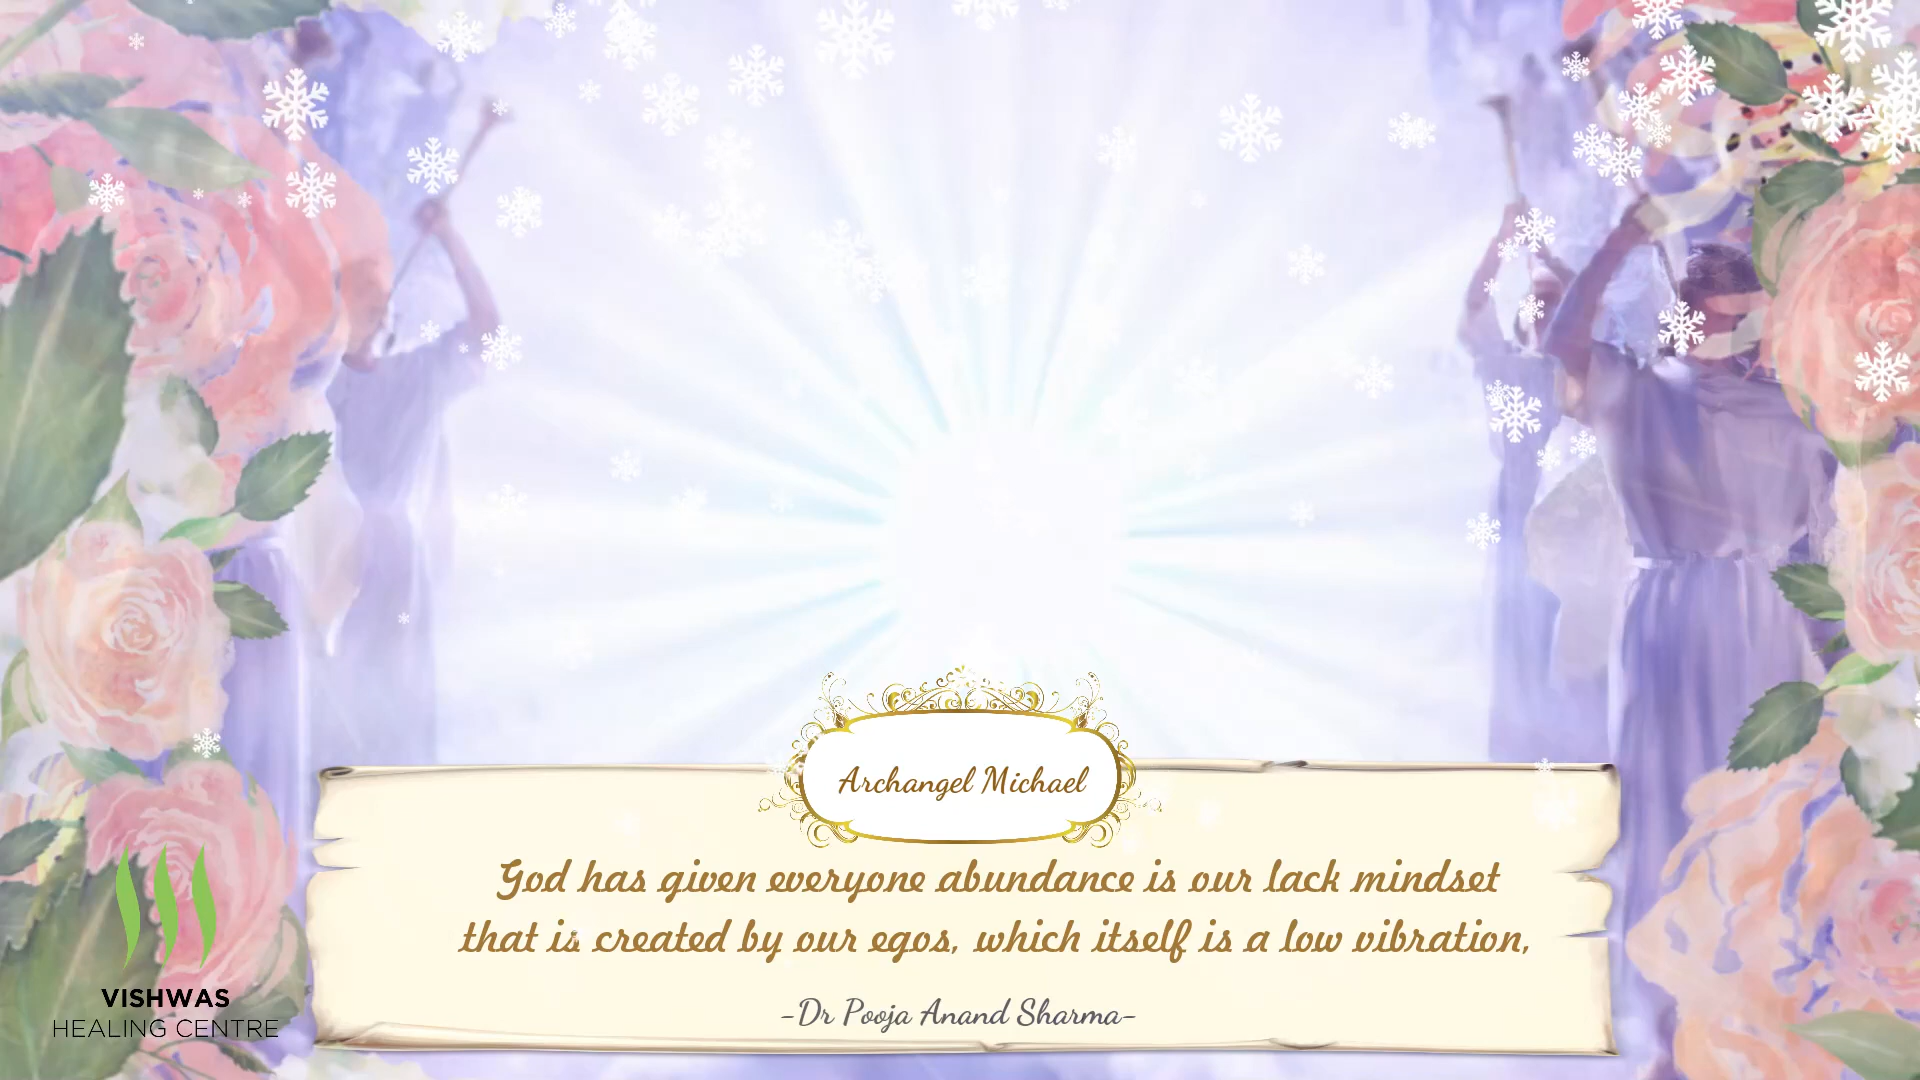 Archangel Michael
God has given everyone abundance is our lack mindset
that is created by our egos, which itself is a low vibration,
-Dr Pooja Anand Sharma-
VISHWAS
HEALING CENTRE